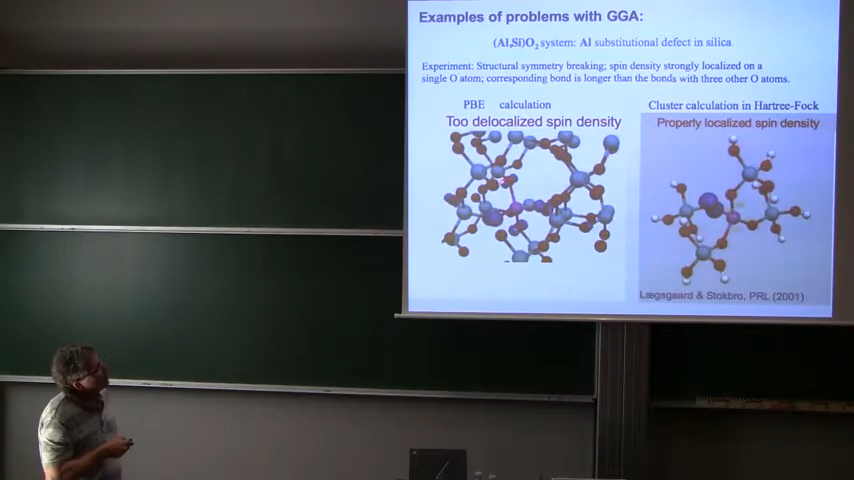 Examples of problems with GGA:
(Al,Si)O2 system: Al substitutional defect in silica
Experiment: Structural symmetry breaking; spin density strongly localized on a
single O atom; corresponding bond is longer than the bonds with three other O atoms.
PBE calculation
Too delocalized spin density
Cluster calculation in Hartree-Fock
Properly localized spin density
Lægsgaard & Stokbro, PRL (2001)